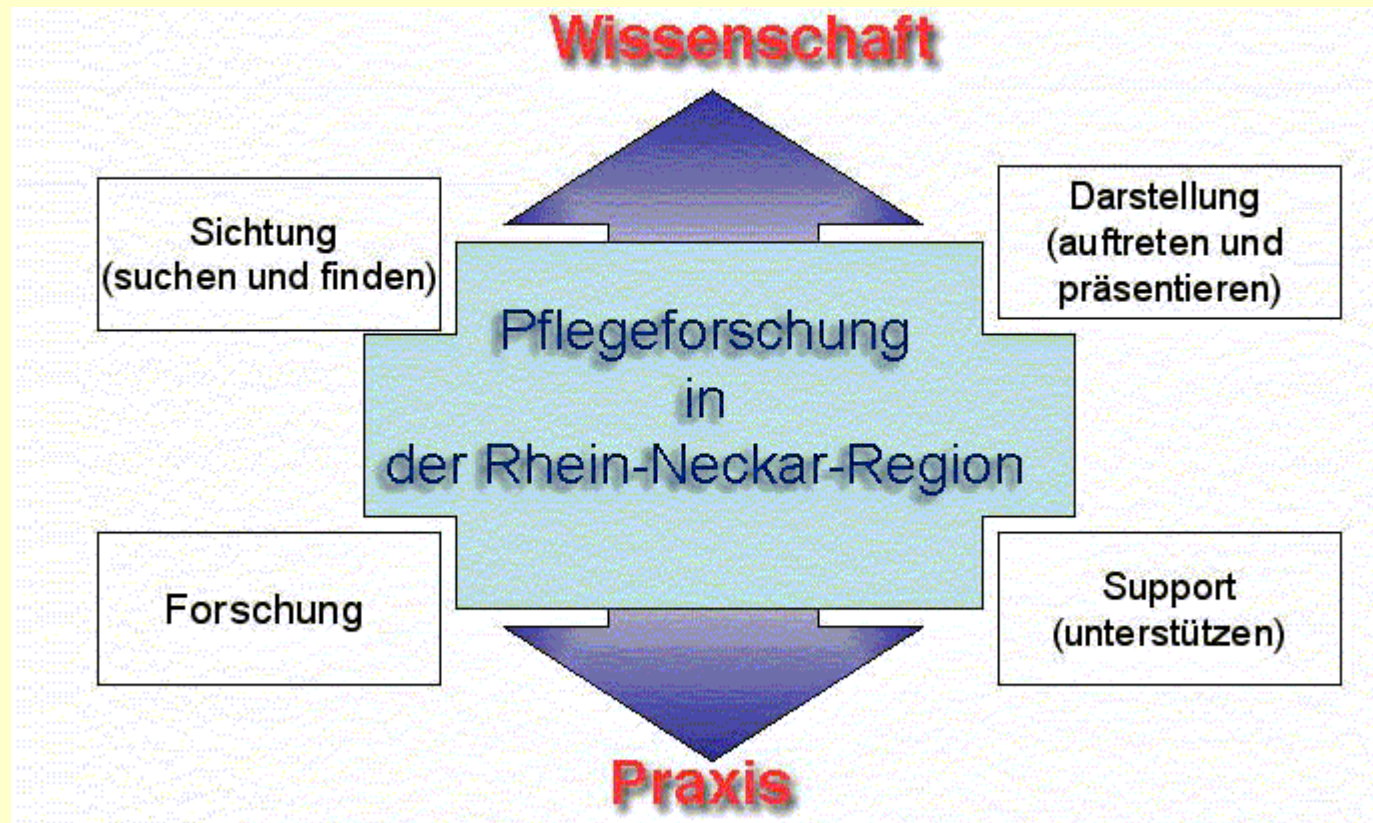 Wissenschaft
Sichtung
(suchen und finden)
Darstellung
(auftreten und
präsentieren)
Pflegeforschung
in
der Rhein-Neckar-Region
Forschung
Support
(unterstützen)
Praxis